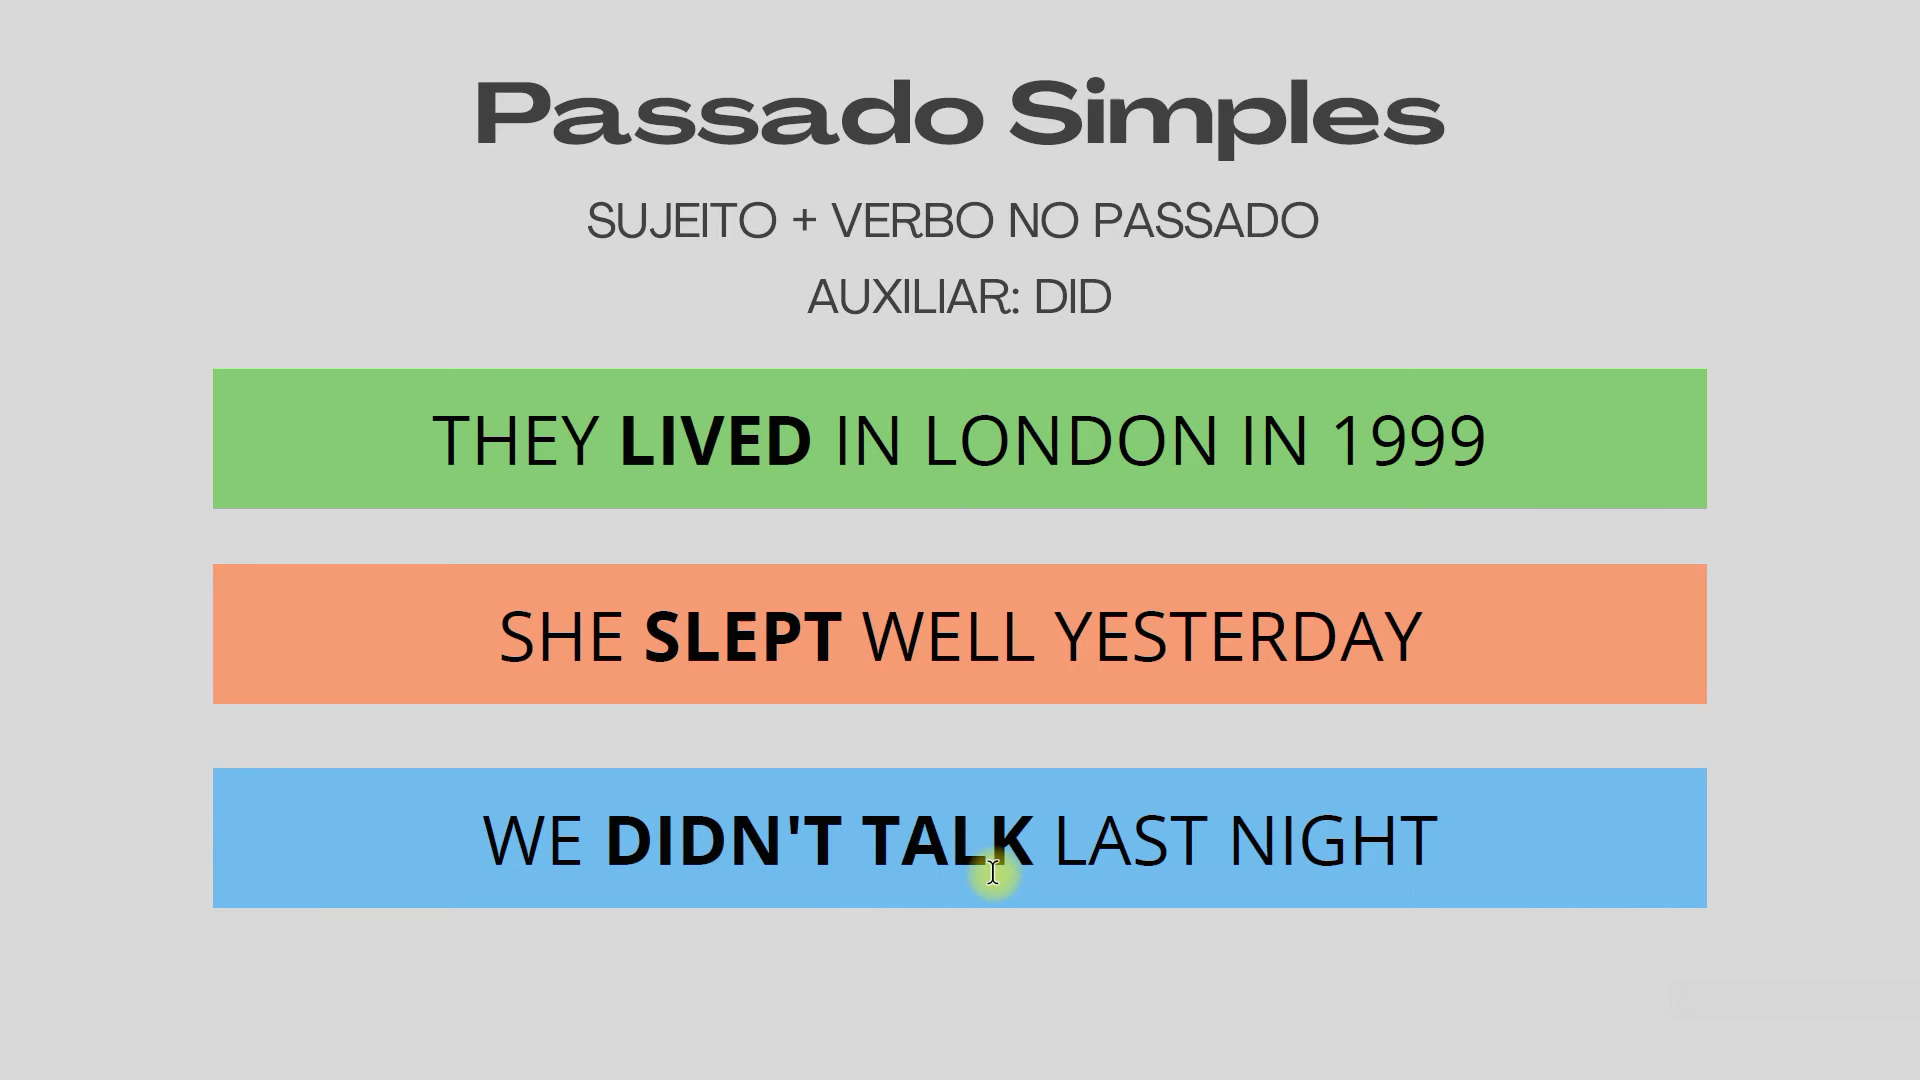 Passado Simples
SUJEITO + VERBO NO PASSADO
AUXILIAR: DID
THEY LIVED IN LONDON IN 1999
SHE SLEPT WELL YESTERDAY
WE DIDN'T TALK LAST NIGHT